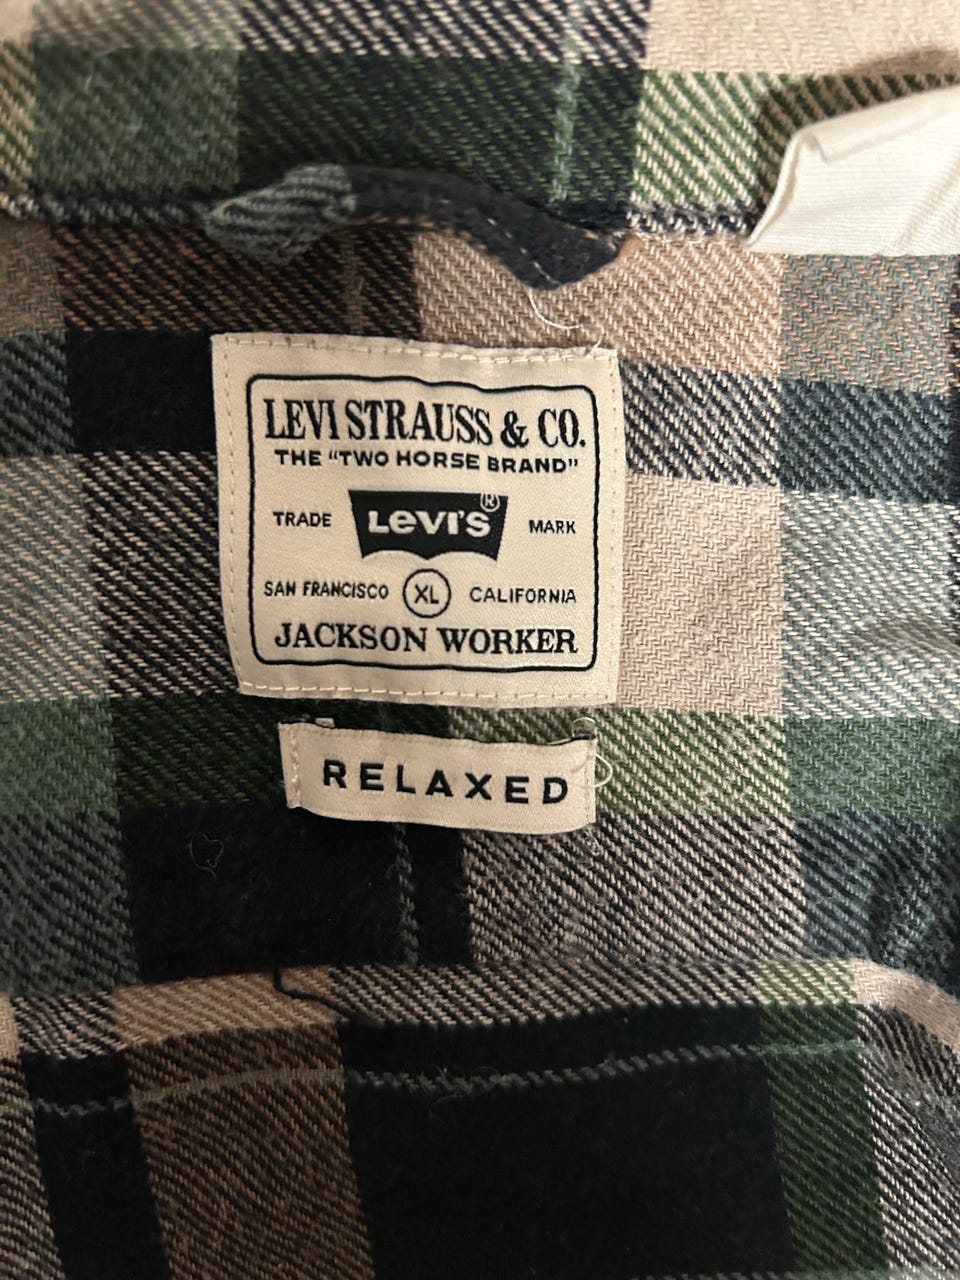 LEVI STRAUSS & CO.
THE "TWO HORSE BRAND"
TRADE LEVI'S® MARK
SAN FRANCISCO XL CALIFORNIA
JACKSON WORKER
RELAXED